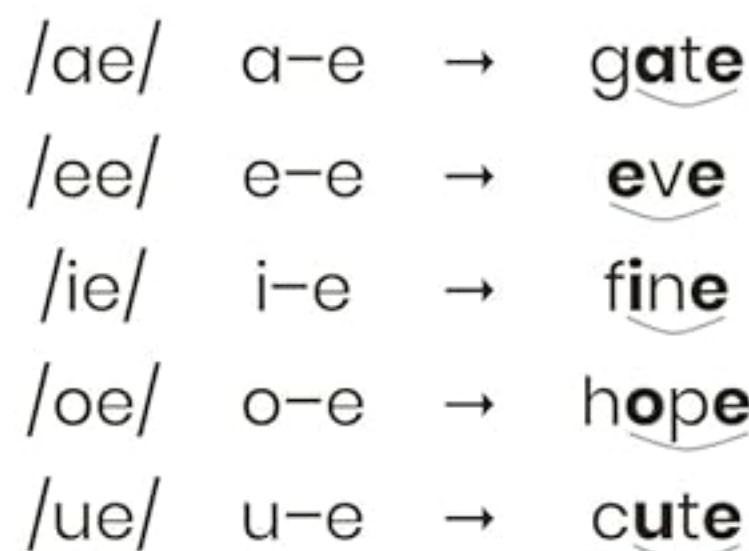 /ae/ a–e → gate
/ee/ e–e → eve
/ie/ i–e → fine
/oe/ o–e → hope
/ue/ u–e → cute